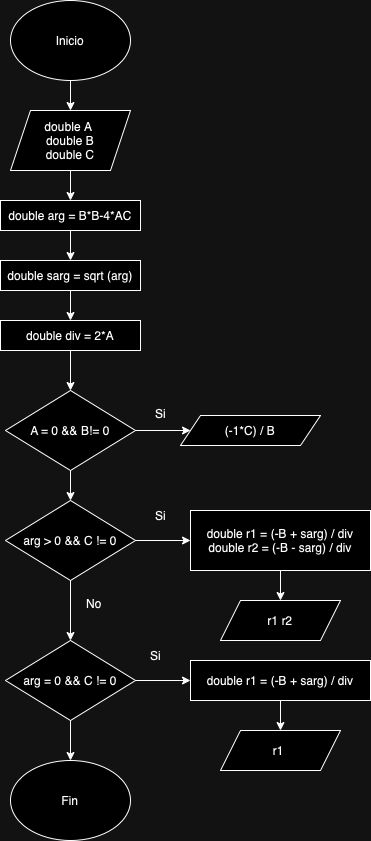 Inicio
double A
double B
double C
double arg = B*B-4*AC
double sarg = sqrt (arg)
double div = 2*A
A = 0 && B!= 0
Si
(-1*C) / B
arg > 0 && C != 0
Si
double r1 = (-B + sarg) / div
double r2 = (-B - sarg) / div
r1 r2
No
arg = 0 && C != 0
Si
double r1 = (-B + sarg) / div
r1
Fin